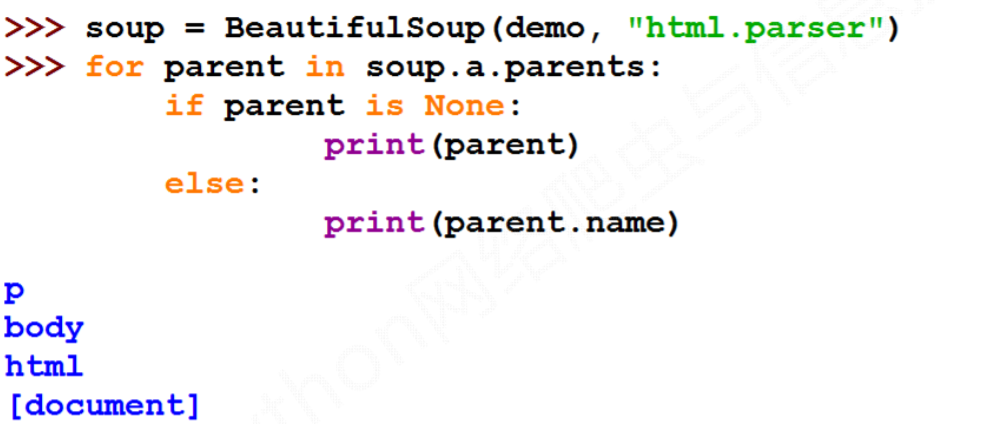 >>> soup = BeautifulSoup(demo, "html.parser")
>>> for parent in soup.a.parents:
        if parent is None:
                print(parent)
        else:
                print(parent.name)
p
body
html
[document]
thon网络爬虫与信息